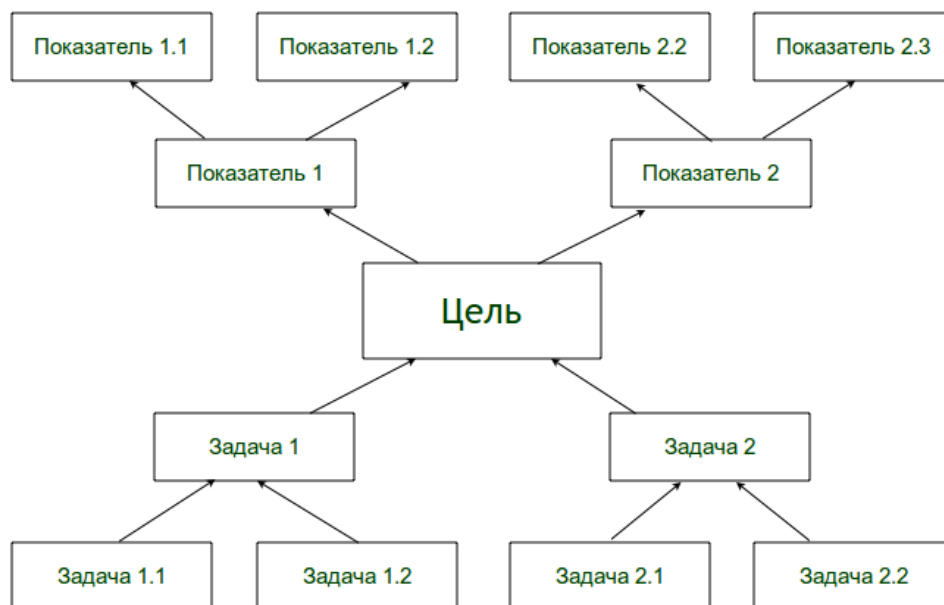 Показатель 1.1
Показатель 1.2
Показатель 2.2
Показатель 2.3
Показатель 1
Показатель 2
Цель
Задача 1
Задача 2
Задача 1.1
Задача 1.2
Задача 2.1
Задача 2.2